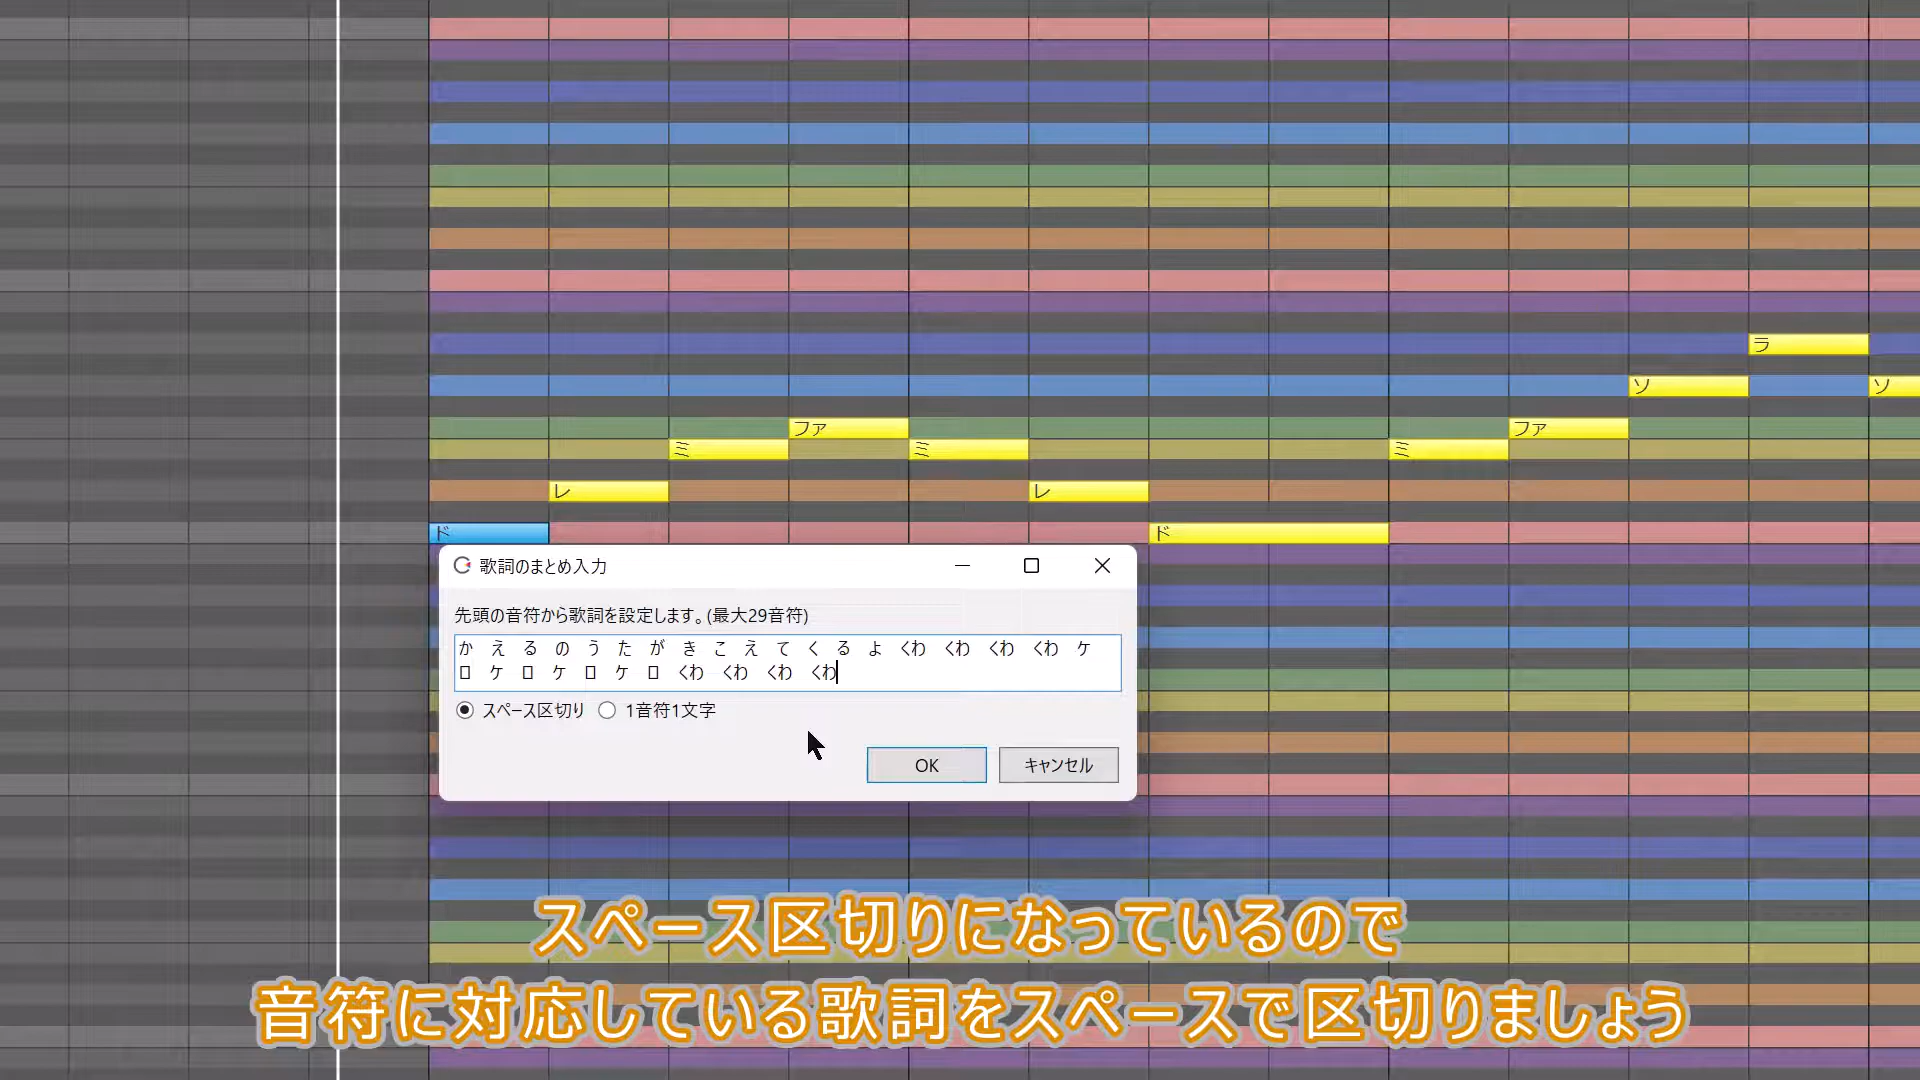 ラ
ソ
ソ
ファ
ファ
ミ
ミ
ミ
レ
レ
ド
ド
歌詞のまとめ入力
先頭の音符から歌詞を設定します。(最大29音符)
か え る の う た が き こ え て く る よ くわ くわ くわ くわ ケ
ロ ケ ロ ケ ロ ケ ロ くわ くわ くわ くわ
スペース区切り 1音符1文字
OK キャンセル
スペース区切りになっているので
音符に対応している歌詞をスペースで区切りましょう